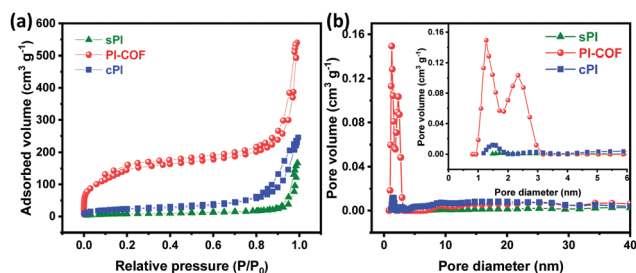 (a)
sPI
PI-COF
cPI
600
500
400
300
200
100
0
Adsorbed volume (cm³ g⁻¹)
0.0 0.2 0.4 0.6 0.8 1.0
Relative pressure (P/P₀)
(b)
0.16
0.12
0.08
0.04
0.00
Pore volume (cm³ g⁻¹)
0 5 10 15 20 25 30 35 40
Pore diameter (nm)
sPI
PI-COF
cPI
0.16
0.12
0.08
0.04
0.00
Pore volume (cm³ g⁻¹)
0 1 2 3 4 5 6
Pore diameter (nm)